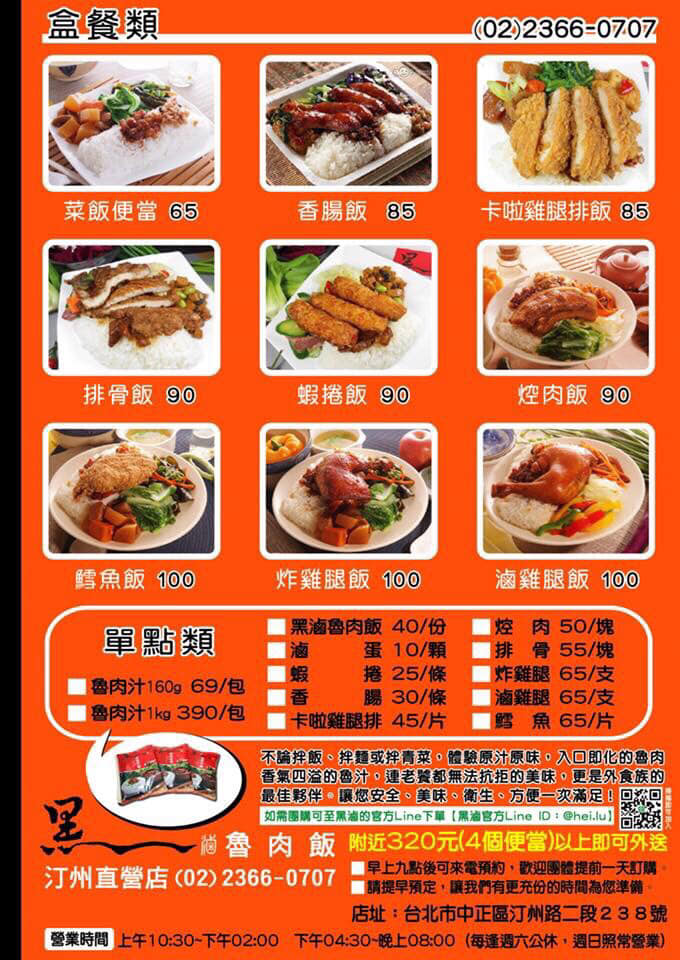 盒餐類
(02)2366-0707
菜飯便當 65
香腸飯 85
卡啦雞腿排飯 85
排骨飯 90
蝦捲飯 90
焢肉飯 90
鱈魚飯 100
炸雞腿飯 100
滷雞腿飯 100
單點類
魯肉汁160g 69/包
魯肉汁1kg 390/包
黑滷魯肉飯 40/份
滷 蛋 10/顆
蝦 捲 25/條
香 腸 30/條
卡啦雞腿排 45/片
焢 肉 50/塊
排 骨 55/塊
炸雞腿 65/支
滷雞腿 65/支
鱈 魚 65/片
不論拌飯、拌麵或拌青菜，體驗原汁原味，入口即化的魯肉
香氣四溢的魯汁，連老饕都無法抗拒的美味，更是外食族的
最佳夥伴。讓您安全、美味、衛生、方便一次滿足！
如需團購可至黑滷的官方Line下單【黑滷官方Line ID：@hei.lu】
黑滷 魯肉飯
附近320元(4個便當)以上即可外送
汀州直營店(02)2366-0707
早上九點後可來電預約，歡迎團體提前一天訂購。
請提早預定，讓我們有更充份的時間為您準備。
店址：台北市中正區汀州路二段238號
營業時間 上午10:30~下午02:00 下午04:30~晚上08:00 (每逢週六公休，週日照常營業)